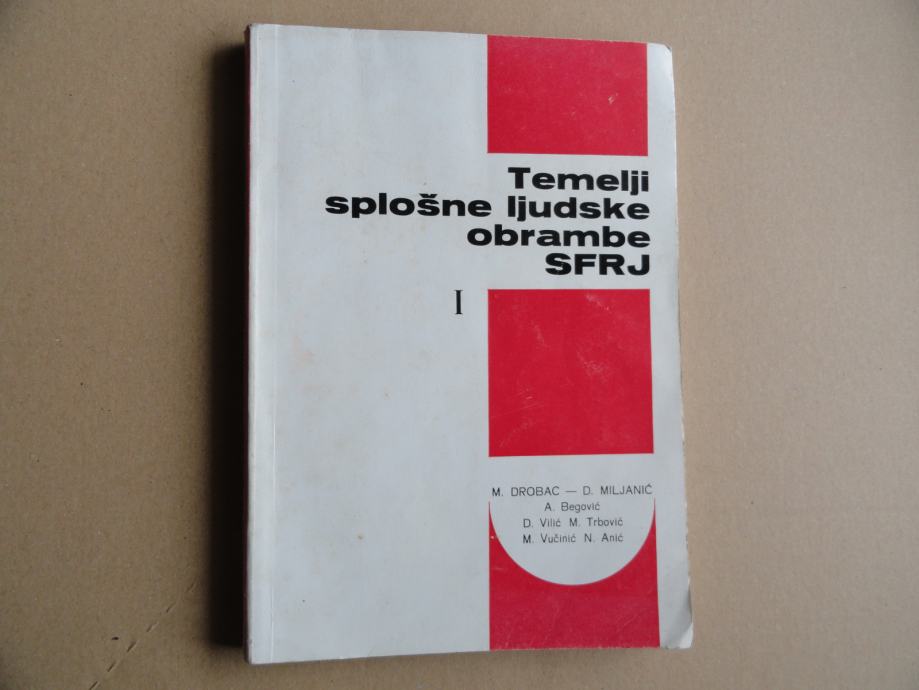 Temelji
splošne ljudske
obrambe
SFRJ
I
M. DROBAC — D. MILJANIĆ
A. Begović
D. Vilić M. Trbović
M. Vučinić N. Anić